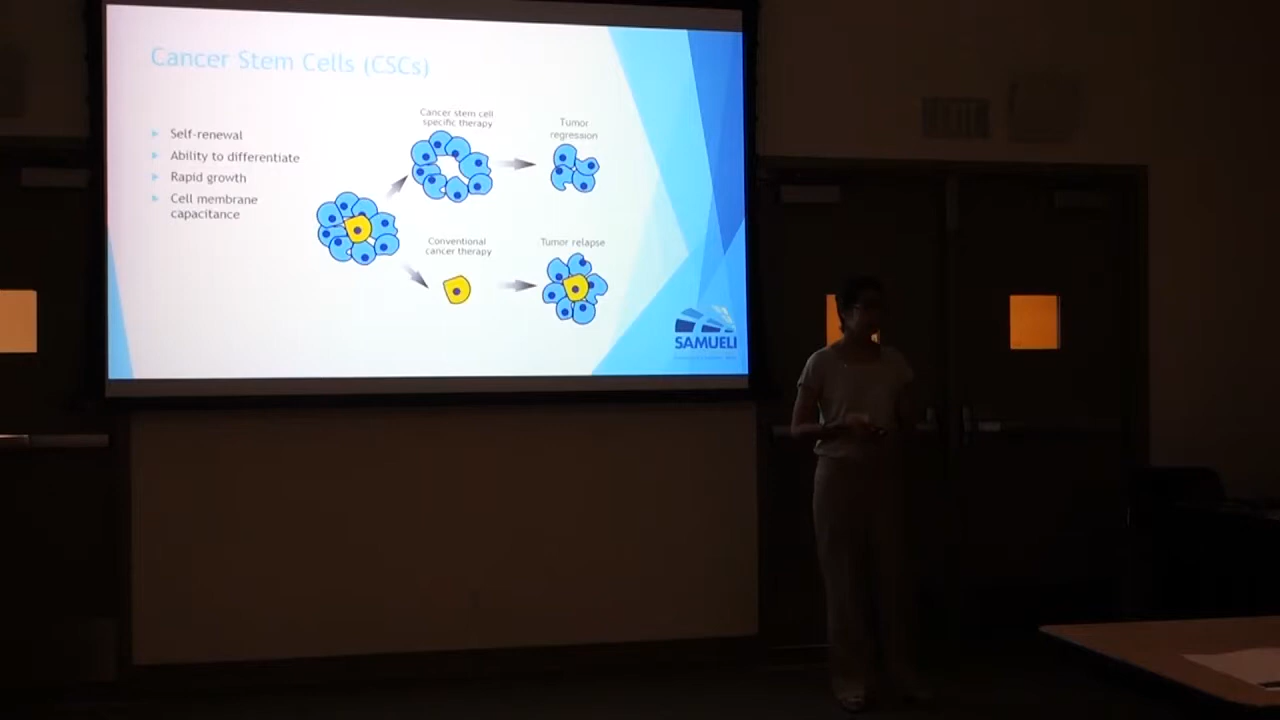 Cancer Stem Cells (CSCs)
Self-renewal
Ability to differentiate
Rapid growth
Cell membrane
capacitance
Cancer stem cell
specific therapy
Tumor
regression
Conventional
cancer therapy
Tumor relapse
SAMUELI